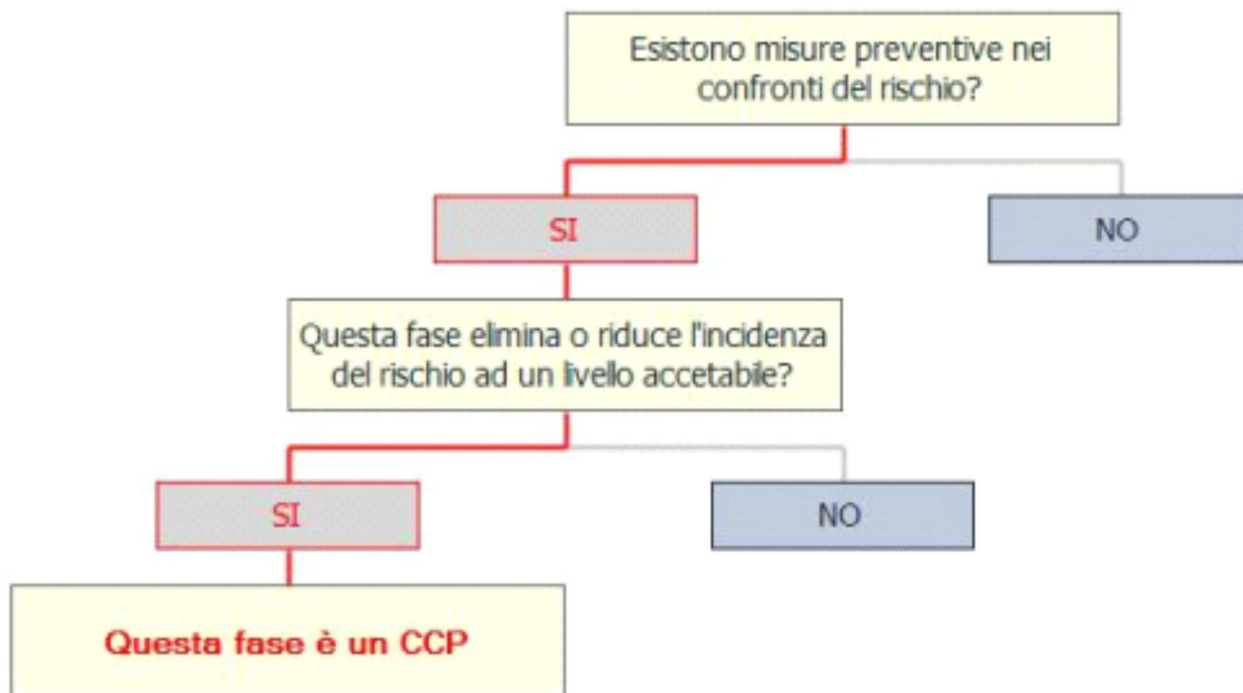 Esistono misure preventive nei
confronti del rischio?
SI
NO
Questa fase elimina o riduce l'incidenza
del rischio ad un livello accetabile?
SI
NO
Questa fase è un CCP